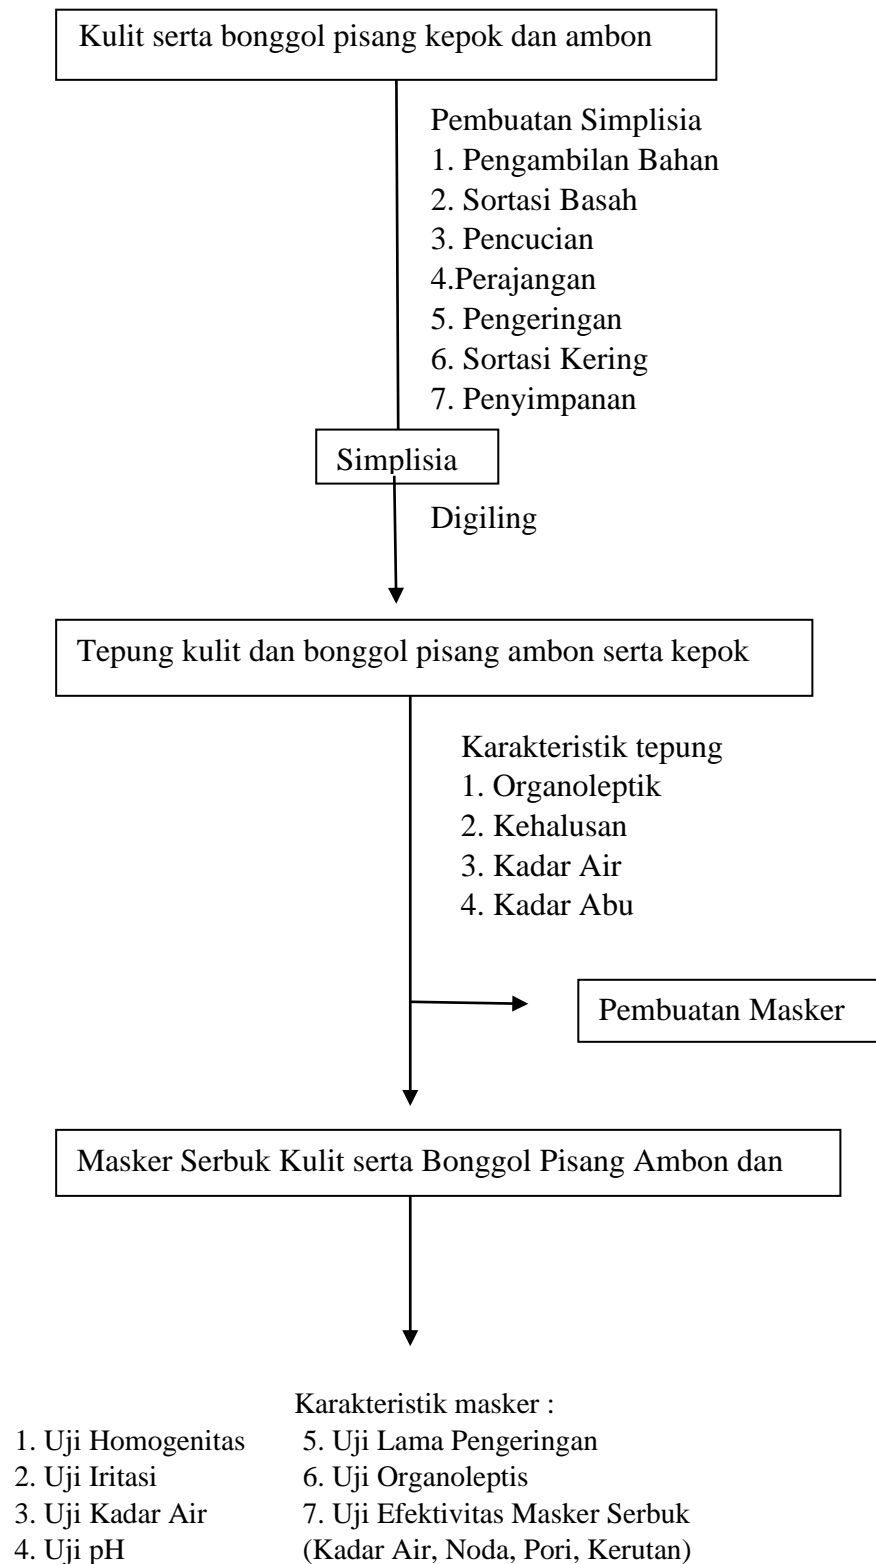 Kulit serta bonggol pisang kepok dan ambon
Pembuatan Simplisia
1. Pengambilan Bahan
2. Sortasi Basah
3. Pencucian
4.Perajangan
5. Pengeringan
6. Sortasi Kering
7. Penyimpanan
Simplisia
Digiling
Tepung kulit dan bonggol pisang ambon serta kepok
Karakteristik tepung
1. Organoleptik
2. Kehalusan
3. Kadar Air
4. Kadar Abu
Pembuatan Masker
Masker Serbuk Kulit serta Bonggol Pisang Ambon dan
Karakteristik masker :
1. Uji Homogenitas
2. Uji Iritasi
3. Uji Kadar Air
4. Uji pH
5. Uji Lama Pengeringan
6. Uji Organoleptis
7. Uji Efektivitas Masker Serbuk
(Kadar Air, Noda, Pori, Kerutan)